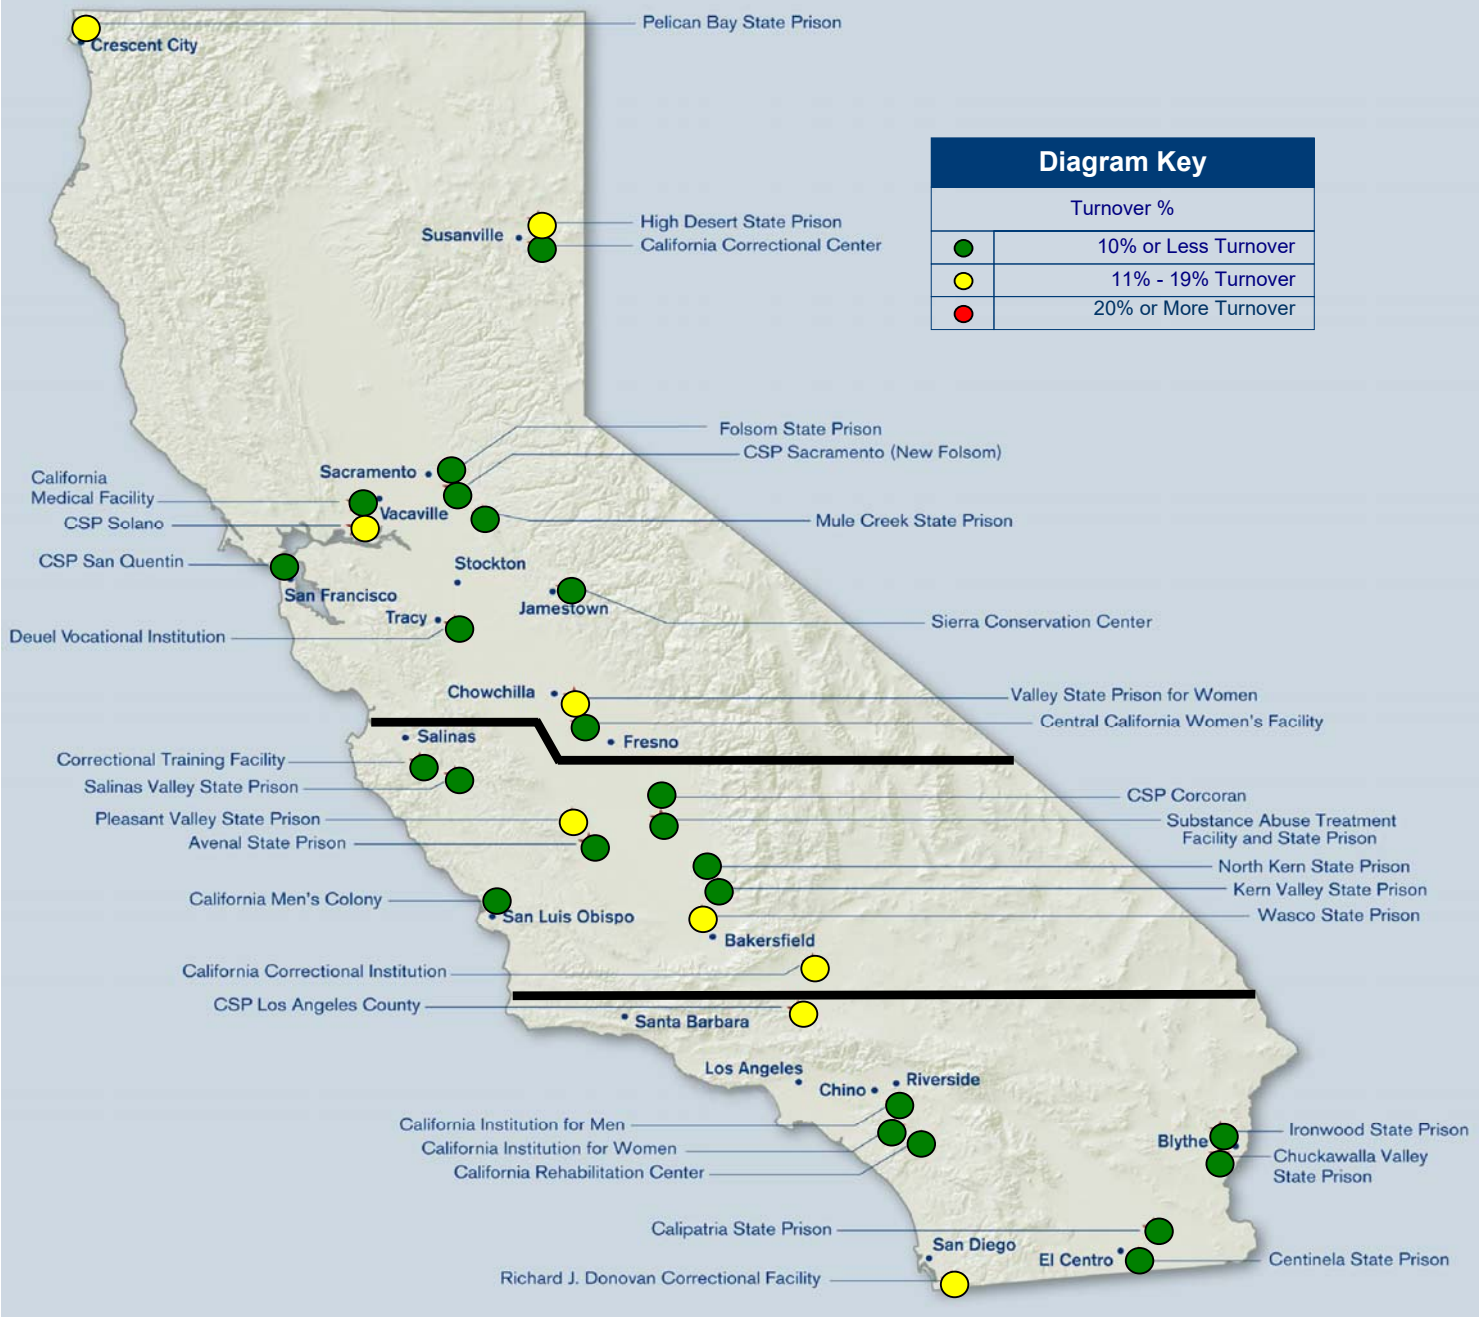 Pelican Bay State Prison
Crescent City
Diagram Key
Turnover %
10% or Less Turnover
11% - 19% Turnover
20% or More Turnover
High Desert State Prison
Susanville
California Correctional Center
Folsom State Prison
CSP Sacramento (New Folsom)
Sacramento
California
Medical Facility
Vacaville
CSP Solano
Mule Creek State Prison
CSP San Quentin
Stockton
San Francisco
Jamestown
Tracy
Sierra Conservation Center
Deuel Vocational Institution
Chowchilla
Valley State Prison for Women
Central California Women's Facility
Salinas
Fresno
Correctional Training Facility
Salinas Valley State Prison
CSP Corcoran
Pleasant Valley State Prison
Substance Abuse Treatment
Facility and State Prison
Avenal State Prison
North Kern State Prison
Kern Valley State Prison
California Men's Colony
San Luis Obispo
Wasco State Prison
Bakersfield
California Correctional Institution
CSP Los Angeles County
Santa Barbara
Los Angeles
Chino
Riverside
California Institution for Men
California Institution for Women
California Rehabilitation Center
Ironwood State Prison
Blythe
Chuckawalla Valley
State Prison
Calipatria State Prison
San Diego
El Centro
Centinela State Prison
Richard J. Donovan Correctional Facility